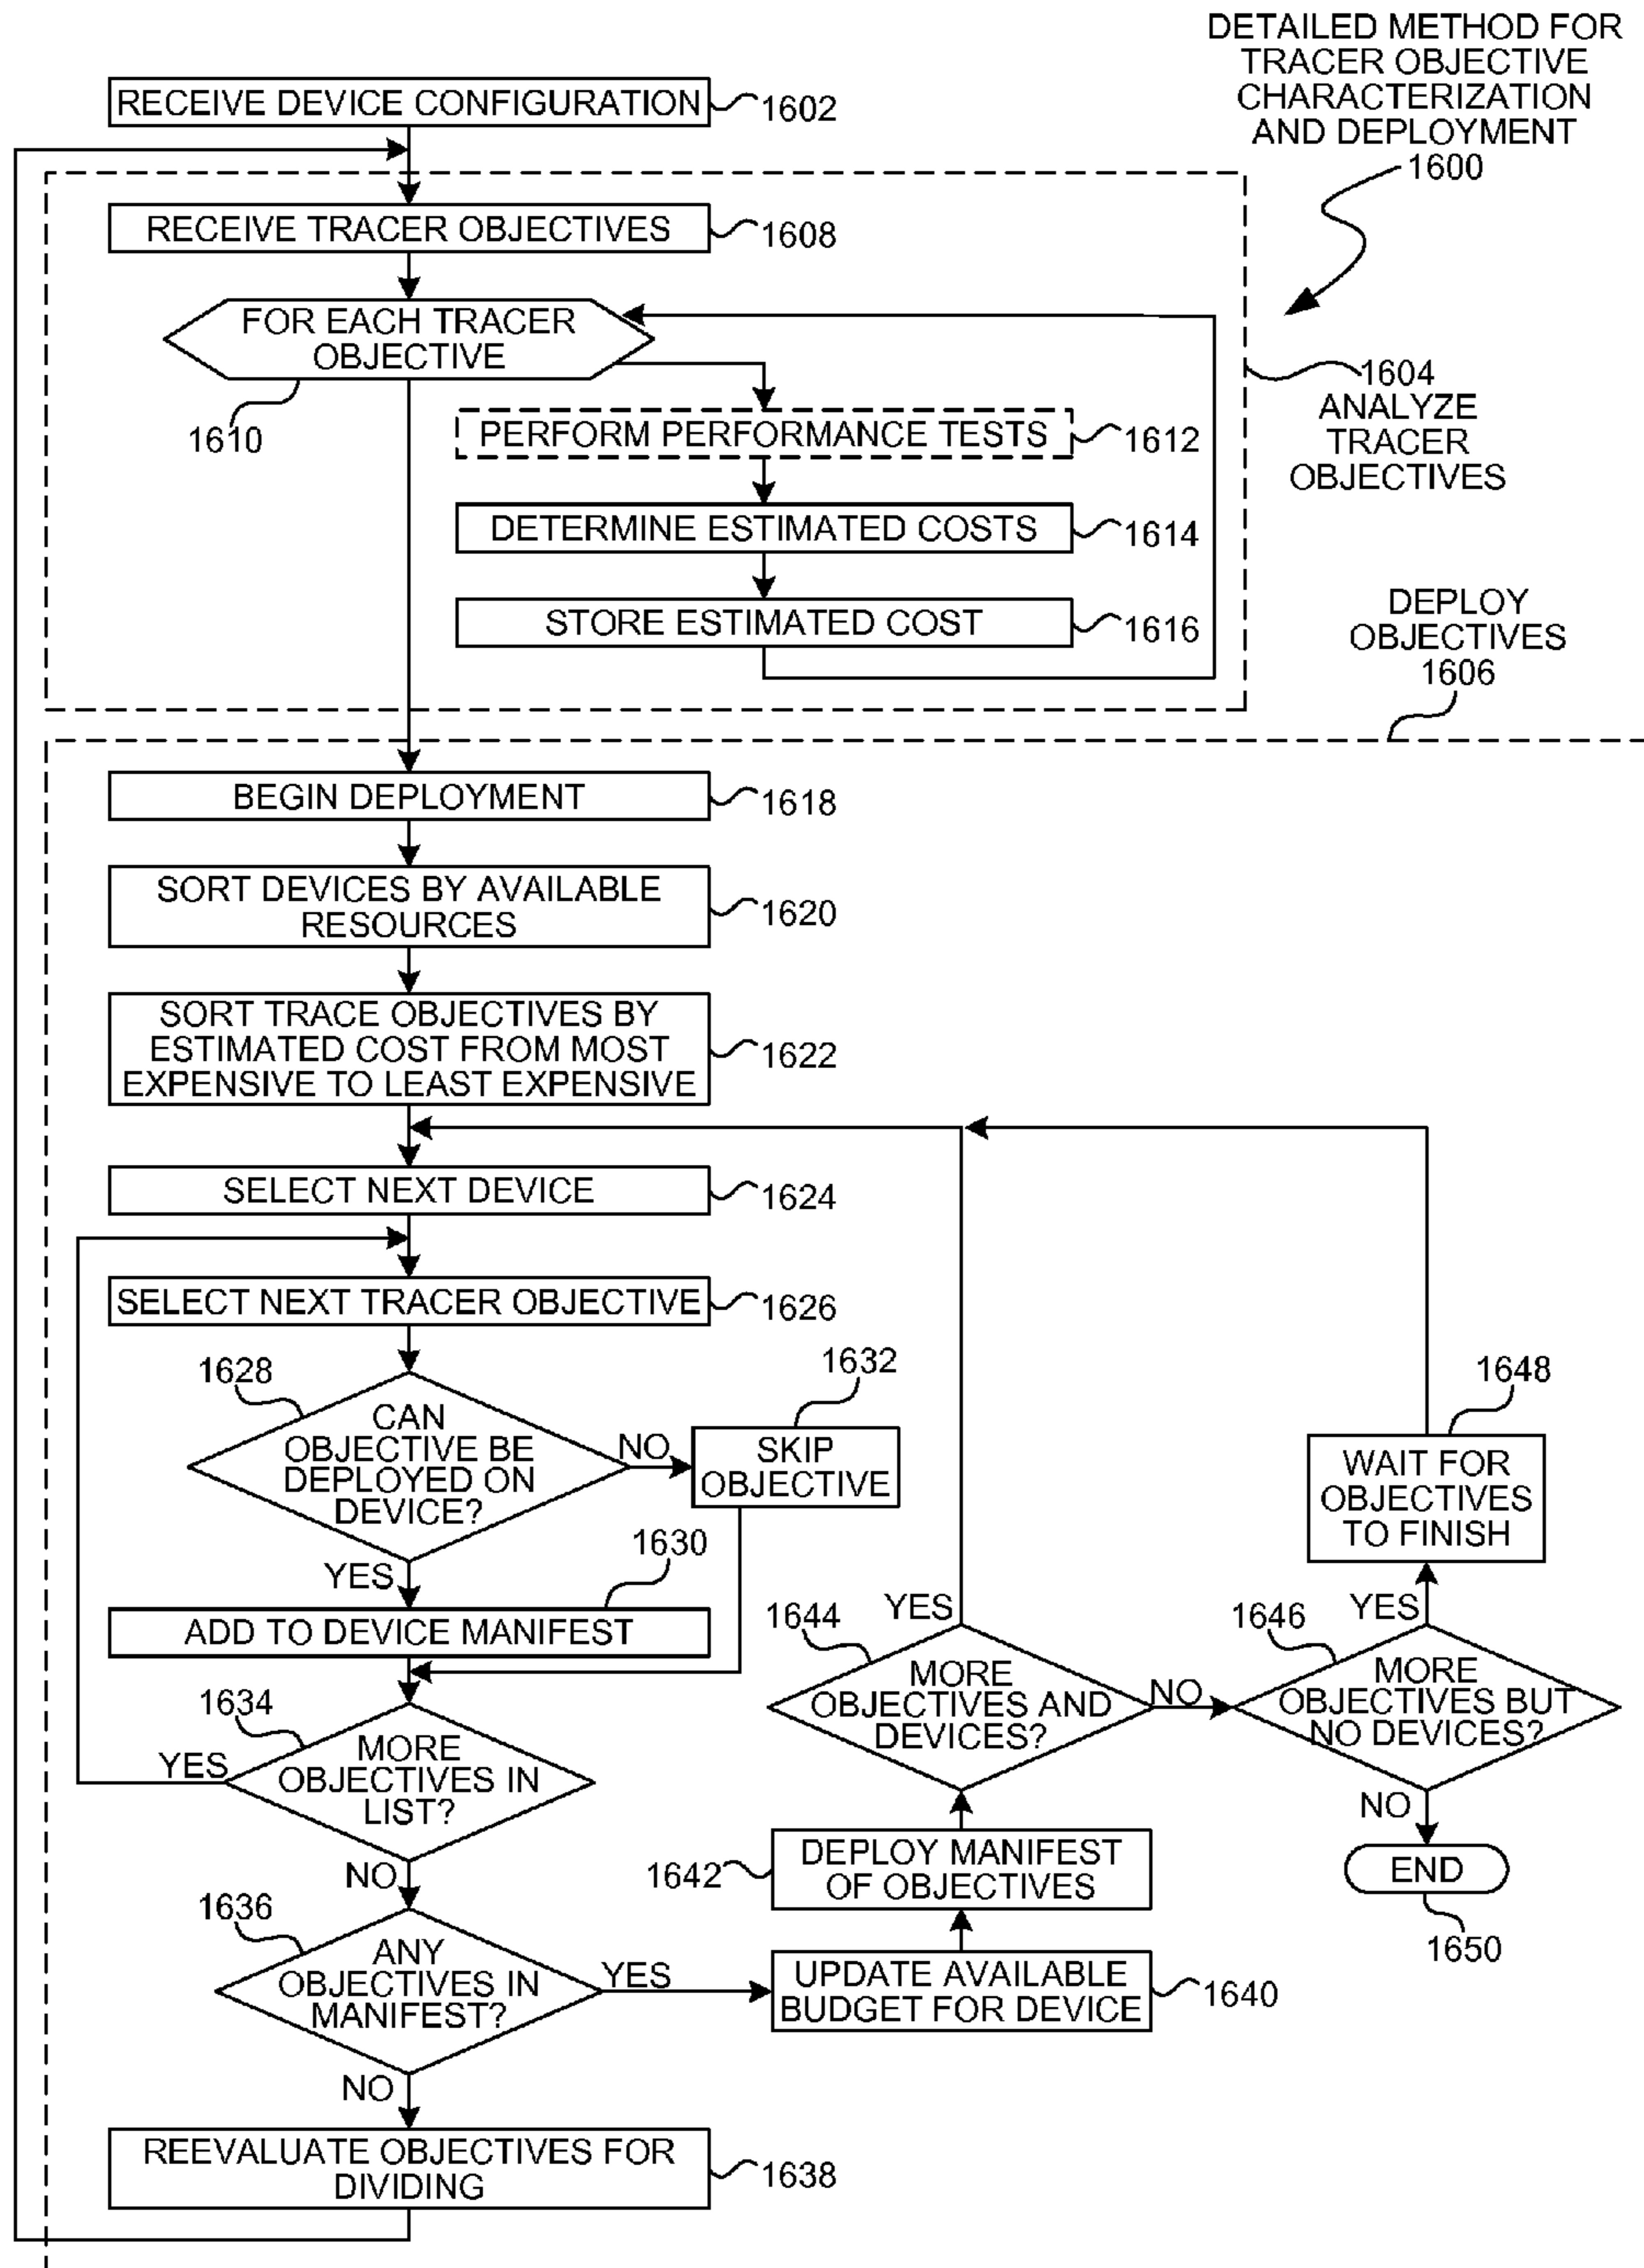 DETAILED METHOD FOR
TRACER OBJECTIVE
CHARACTERIZATION
AND DEPLOYMENT
1600
RECEIVE DEVICE CONFIGURATION
1602
RECEIVE TRACER OBJECTIVES
1608
FOR EACH TRACER
OBJECTIVE
1610
1604
ANALYZE
TRACER
OBJECTIVES
PERFORM PERFORMANCE TESTS
1612
DETERMINE ESTIMATED COSTS
1614
STORE ESTIMATED COST
1616
DEPLOY
OBJECTIVES
1606
BEGIN DEPLOYMENT
1618
SORT DEVICES BY AVAILABLE
RESOURCES
1620
SORT TRACE OBJECTIVES BY
ESTIMATED COST FROM MOST
EXPENSIVE TO LEAST EXPENSIVE
1622
SELECT NEXT DEVICE
1624
SELECT NEXT TRACER OBJECTIVE
1626
1628
CAN
OBJECTIVE BE
DEPLOYED ON
DEVICE?
NO
1632
SKIP
OBJECTIVE
YES
1630
ADD TO DEVICE MANIFEST
1634
MORE
OBJECTIVES IN
LIST?
YES
NO
1636
ANY
OBJECTIVES IN
MANIFEST?
YES
NO
REEVALUATE OBJECTIVES FOR
DIVIDING
1638
UPDATE AVAILABLE
BUDGET FOR DEVICE
1640
1642
DEPLOY MANIFEST
OF OBJECTIVES
1644
YES
MORE
OBJECTIVES AND
DEVICES?
NO
1646
YES
MORE
OBJECTIVES BUT
NO DEVICES?
1648
WAIT FOR
OBJECTIVES
TO FINISH
NO
END
1650